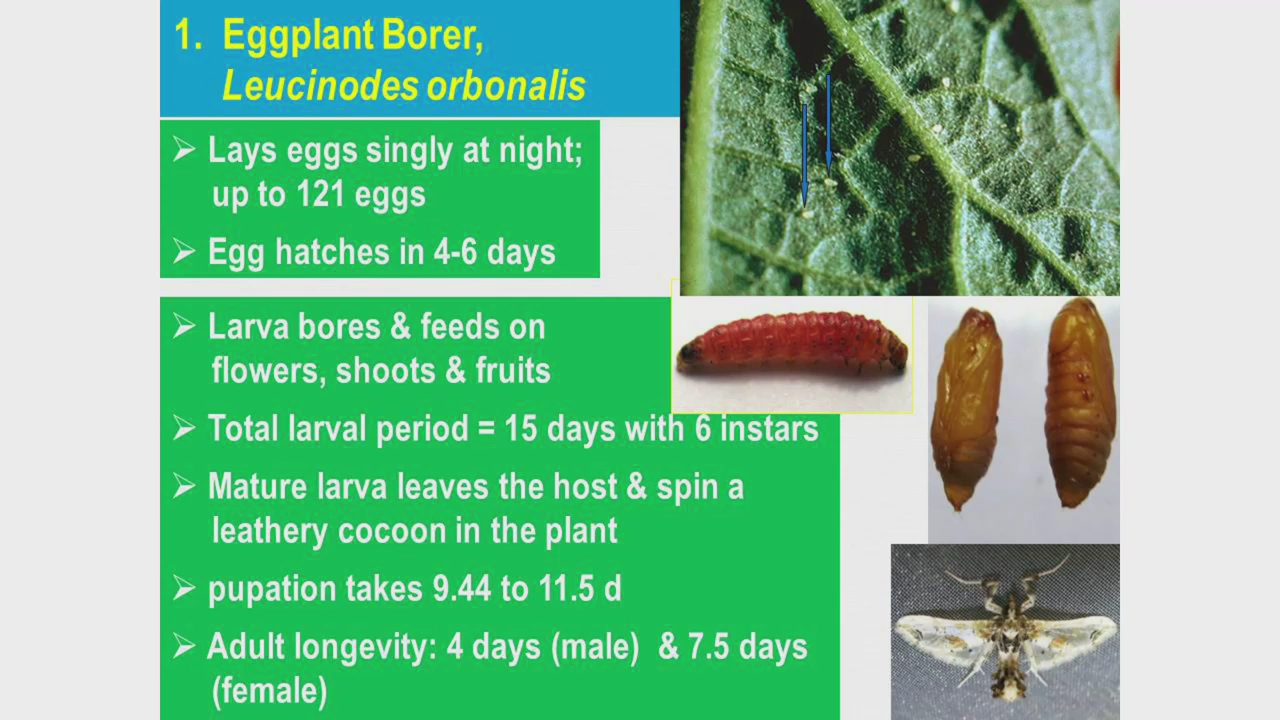 1. Eggplant Borer,
Leucinodes orbonalis
➢ Lays eggs singly at night;
up to 121 eggs
➢ Egg hatches in 4-6 days
➢ Larva bores & feeds on
flowers, shoots & fruits
➢ Total larval period = 15 days with 6 instars
➢ Mature larva leaves the host & spin a
leathery cocoon in the plant
➢ pupation takes 9.44 to 11.5 d
➢ Adult longevity: 4 days (male) & 7.5 days
(female)